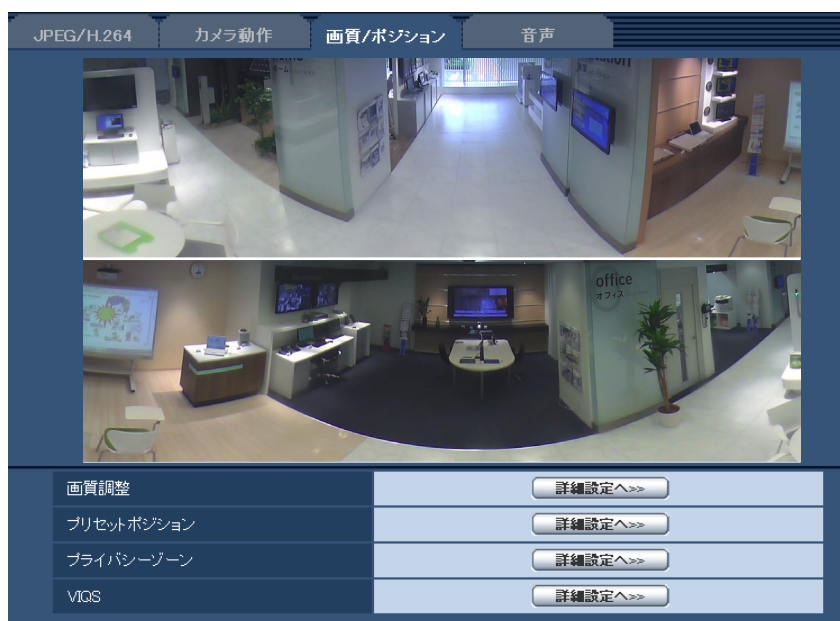 JPEG/H.264
カメラ動作
画質/ポジション
音声
office
オフィス
画質調整
詳細設定へ>>
プリセットポジション
詳細設定へ>>
プライバシーゾーン
詳細設定へ>>
VIQS
詳細設定へ>>